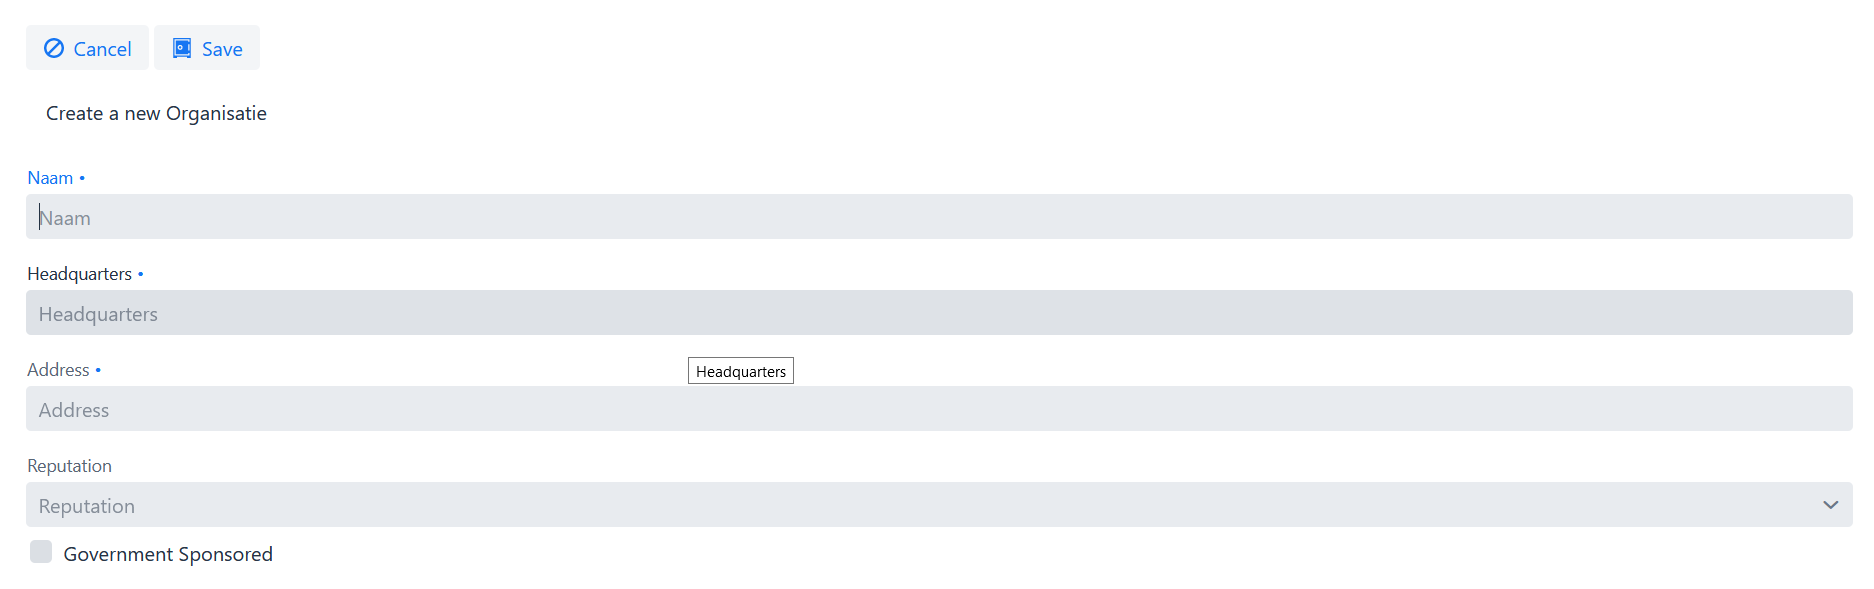 Cancel Save
Create a new Organisatie
Naam •
Naam
Headquarters •
Headquarters
Address •
Headquarters
Address
Reputation
Reputation
Government Sponsored